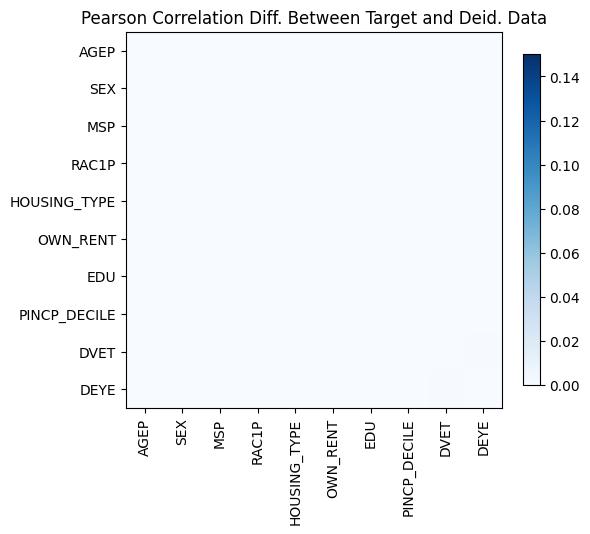 Pearson Correlation Diff. Between Target and Deid. Data
AGEP
SEX
MSP
RAC1P
HOUSING_TYPE
OWN_RENT
EDU
PINCP_DECILE
DVET
DEYE
AGEP
SEX
MSP
RAC1P
HOUSING_TYPE
OWN_RENT
EDU
PINCP_DECILE
DVET
DEYE
0.14
0.12
0.10
0.08
0.06
0.04
0.02
0.00